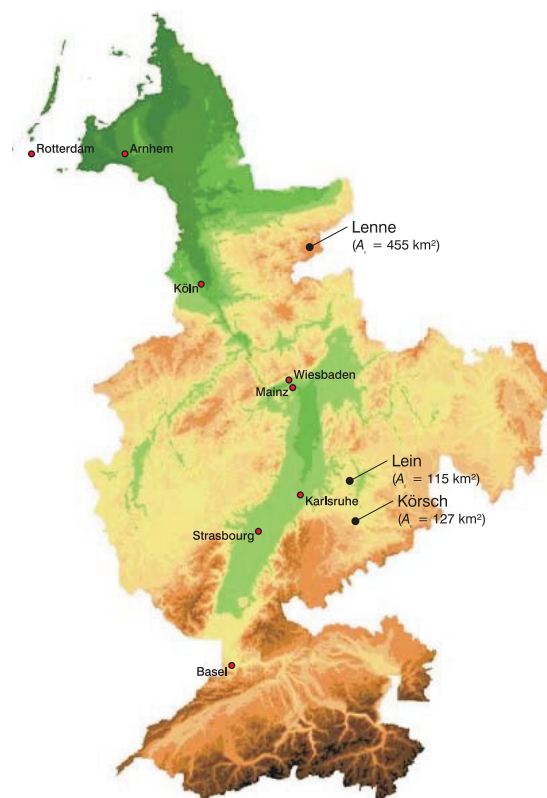 Rotterdam
Arnhem
Lenne
(A = 455 km²)
Köln
Wiesbaden
Mainz
Lein
(A = 115 km²)
Karlsruhe
Körsch
(A = 127 km²)
Strasbourg
Basel